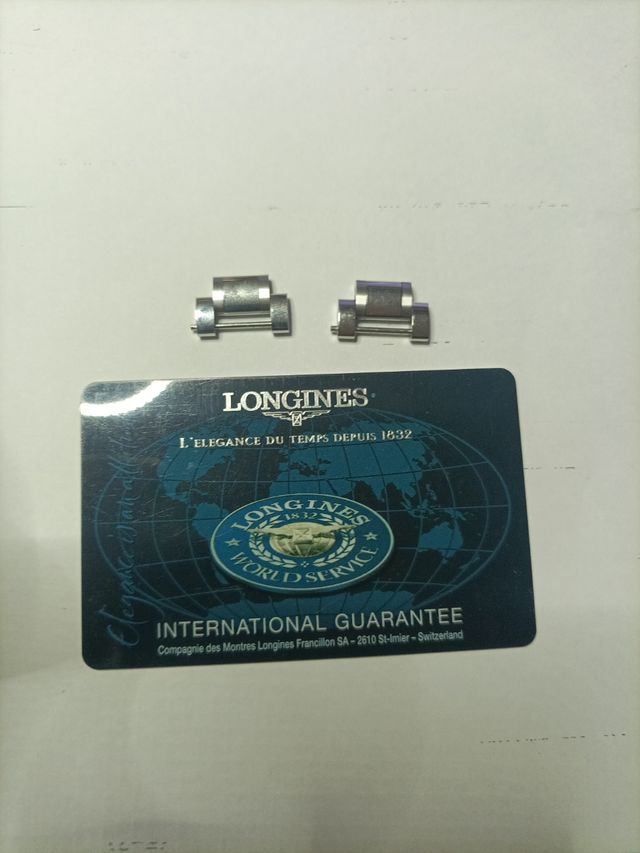 LONGINES
L'ELEGANCE DU TEMPS DEPUIS 1832
LONGINES
1832
WORLD SERVICE
INTERNATIONAL GUARANTEE
Compagnie des Montres Longines Francillon SA – 2610 St-Imier – Switzerland